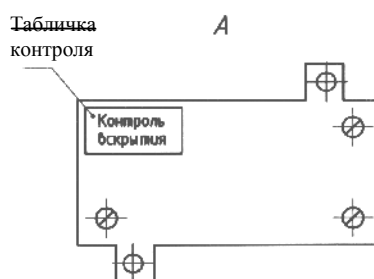 Табличка
контроля
А
Контроль
вскрытия